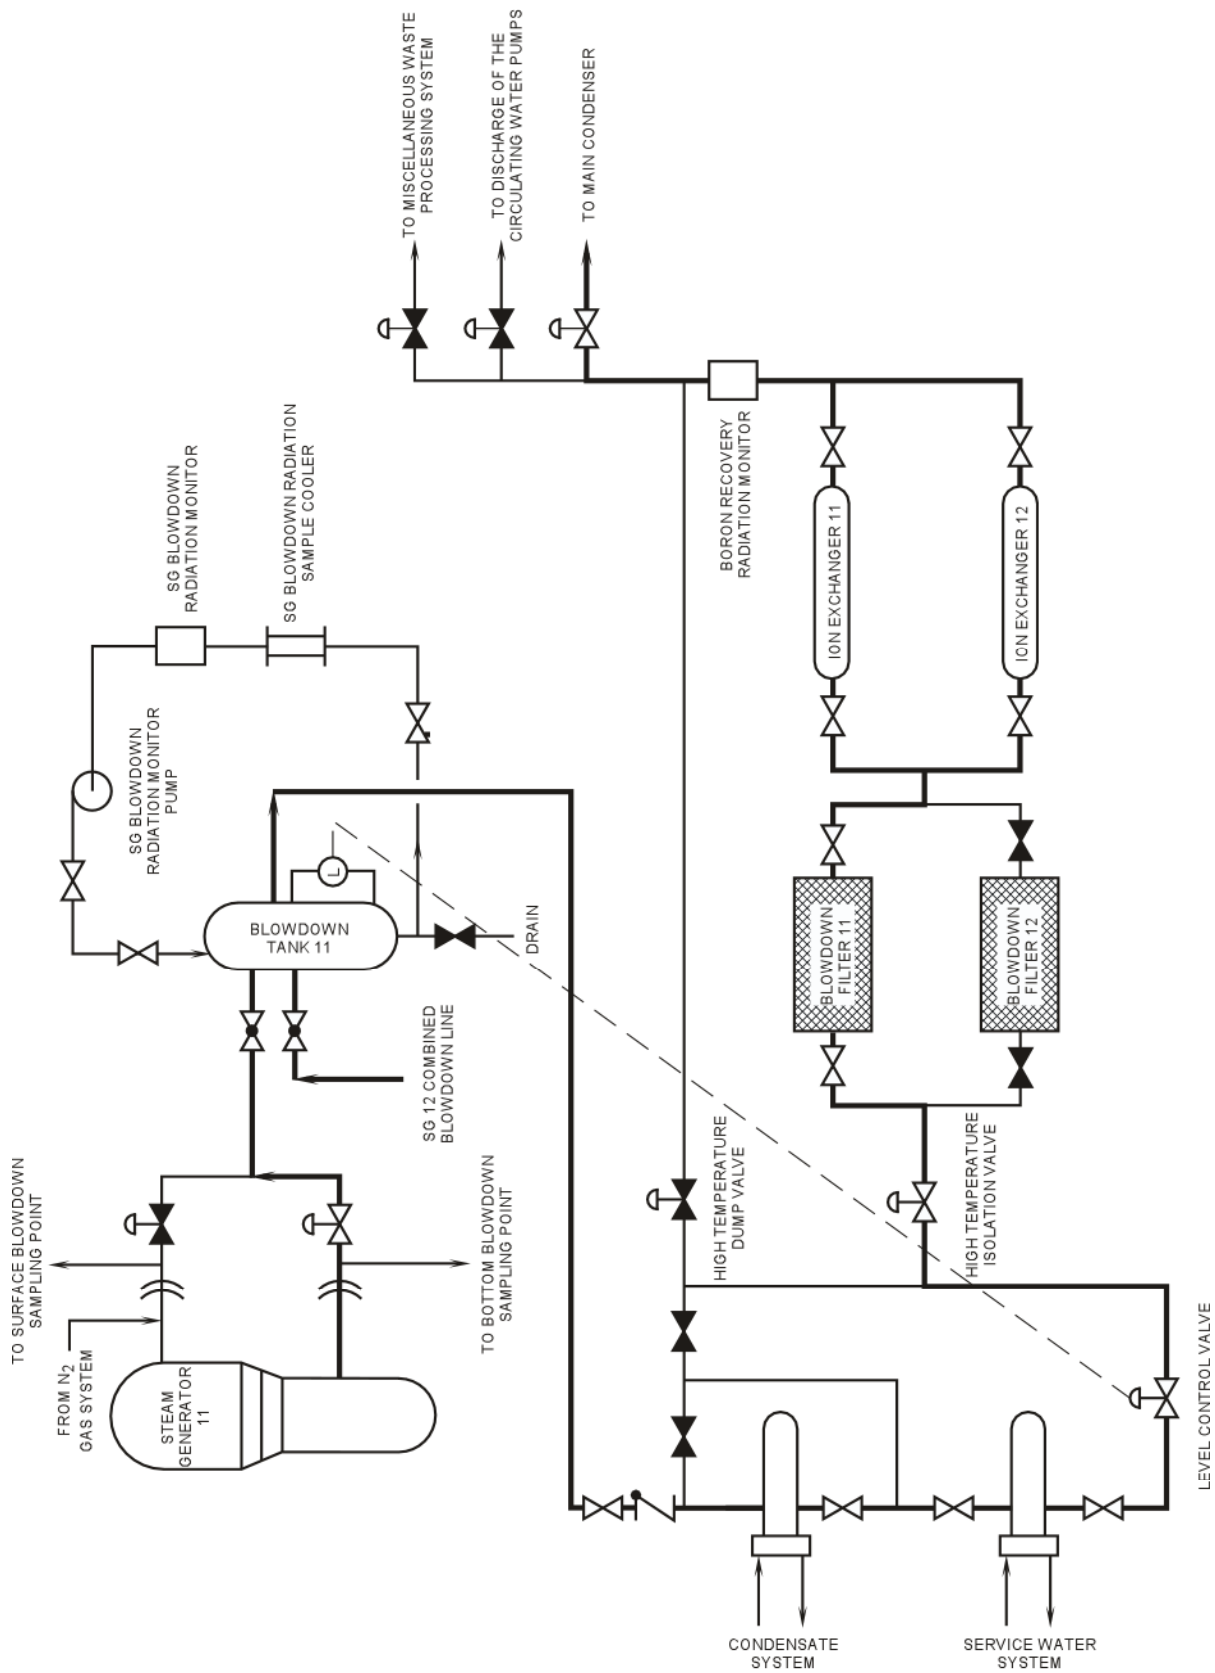 TO MISCELLANEOUS WASTE
PROCESSING SYSTEM
TO DISCHARGE OF THE
CIRCULATING WATER PUMPS
TO MAIN CONDENSER
SG BLOWDOWN
RADIATION MONITOR
SG BLOWDOWN RADIATION
SAMPLE COOLER
SG BLOWDOWN
RADIATION MONITOR
PUMP
BORON RECOVERY
RADIATION MONITOR
ION EXCHANGER 11
ION EXCHANGER 12
L
BLOWDOWN
TANK 11
DRAIN
BLOWDOWN
FILTER 11
BLOWDOWN
FILTER 12
SG 12 COMBINED
BLOWDOWN LINE
TO SURFACE BLOWDOWN
SAMPLING POINT
FROM N2
GAS SYSTEM
TO BOTTOM BLOWDOWN
SAMPLING POINT
HIGH TEMPERATURE
DUMP VALVE
HIGH TEMPERATURE
ISOLATION VALVE
STEAM
GENERATOR
11
LEVEL CONTROL VALVE
CONDENSATE
SYSTEM
SERVICE WATER
SYSTEM